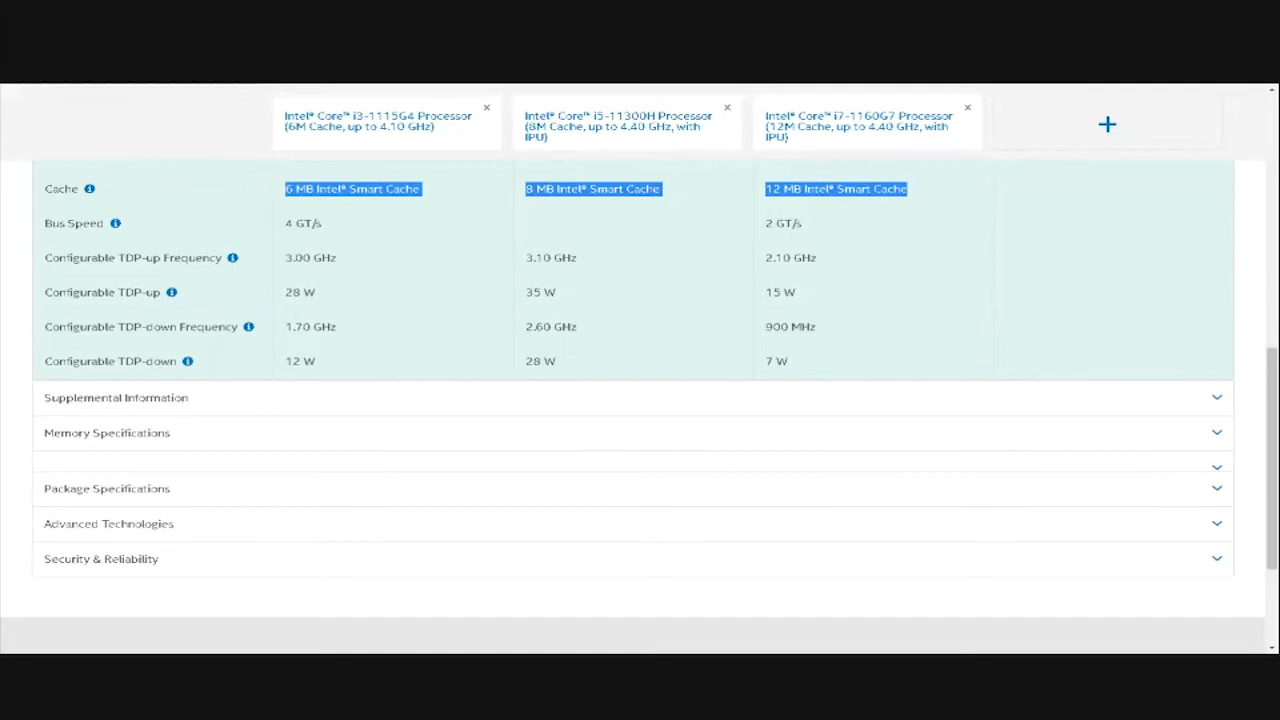 Intel® Core™ i3-1115G4 Processor
(6M Cache, up to 4.10 GHz)
Intel® Core™ i5-11300H Processor
(8M Cache, up to 4.40 GHz, with
IPU)
Intel® Core™ i7-1160G7 Processor
(12M Cache, up to 4.40 GHz, with
IPU)
Cache 6 MB Intel® Smart Cache 8 MB Intel® Smart Cache 12 MB Intel® Smart Cache
Bus Speed 4 GT/s 2 GT/s
Configurable TDP-up Frequency 3.00 GHz 3.10 GHz 2.10 GHz
Configurable TDP-up 28 W 35 W 15 W
Configurable TDP-down Frequency 1.70 GHz 2.60 GHz 900 MHz
Configurable TDP-down 12 W 28 W 7 W
Supplemental Information
Memory Specifications
Package Specifications
Advanced Technologies
Security & Reliability